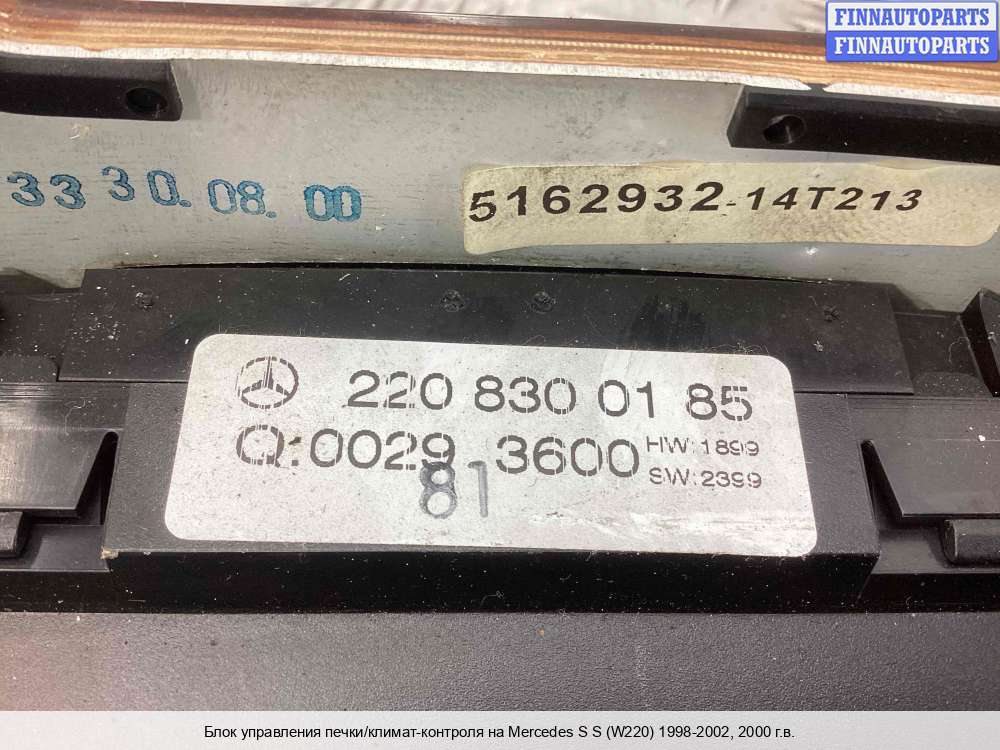 FINNAUTOPARTS
FINNAUTOPARTS
33 30.08.00
5162932-14T213
220 830 01 85
Q:0029 3600 HW:1899
SW:2399
81
Блок управления печки/климат-контроля на Mercedes S S (W220) 1998-2002, 2000 г.в.